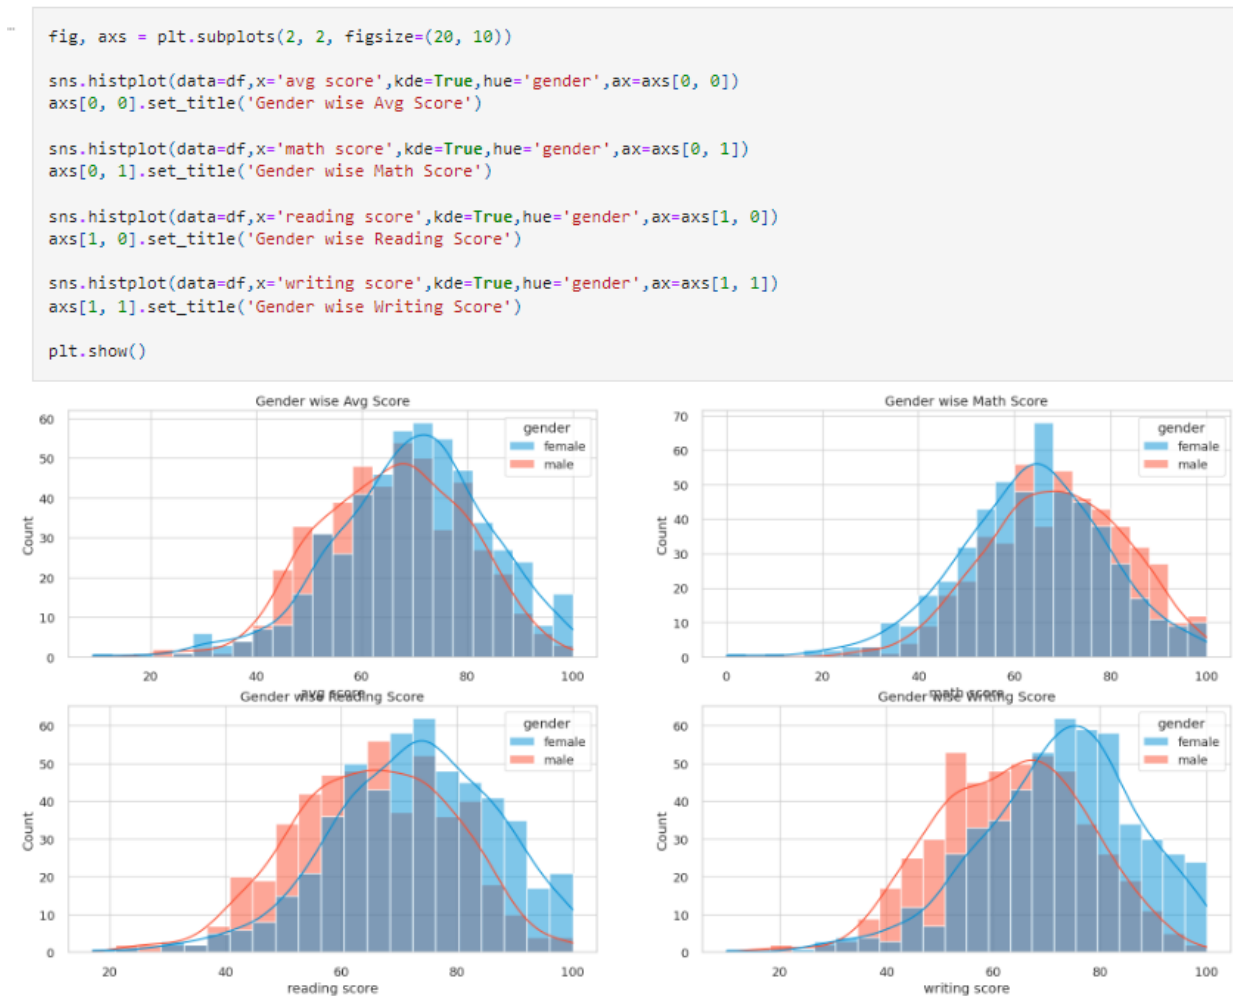 fig, axs = plt.subplots(2, 2, figsize=(20, 10))
sns.histplot(data=df,x='avg score',kde=True,hue='gender',ax=axs[0, 0])
axs[0, 0].set_title('Gender wise Avg Score')
sns.histplot(data=df,x='math score',kde=True,hue='gender',ax=axs[0, 1])
axs[0, 1].set_title('Gender wise Math Score')
sns.histplot(data=df,x='reading score',kde=True,hue='gender',ax=axs[1, 0])
axs[1, 0].set_title('Gender wise Reading Score')
sns.histplot(data=df,x='writing score',kde=True,hue='gender',ax=axs[1, 1])
axs[1, 1].set_title('Gender wise Writing Score')
plt.show()
Gender wise Avg Score
gender
female
male
Count
60
50
40
30
20
10
0
20 40 60 80 100
avg score
Gender wise Math Score
gender
female
male
Count
70
60
50
40
30
20
10
0
0 20 40 60 80 100
math score
Gender wise Reading Score
gender
female
male
Count
60
50
40
30
20
10
0
20 40 60 80 100
reading score
Gender wise Writing Score
gender
female
male
Count
60
50
40
30
20
10
0
20 40 60 80 100
writing score